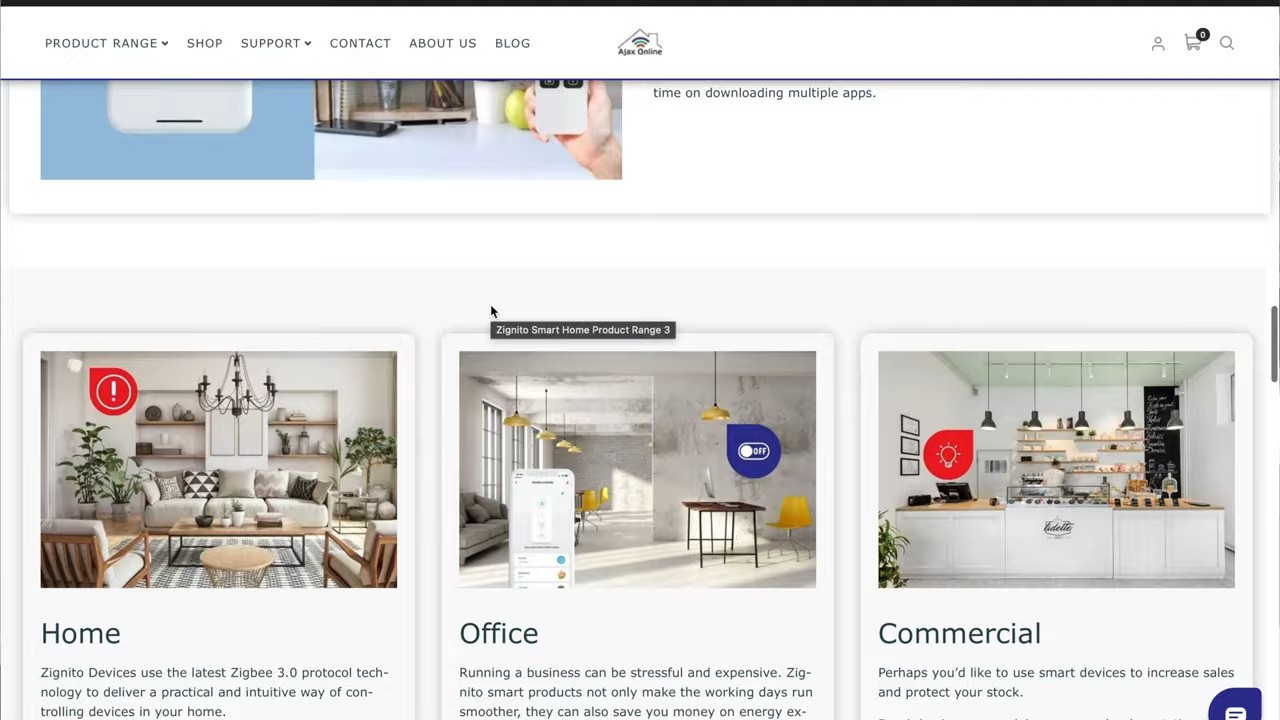 PRODUCT RANGE SHOP SUPPORT CONTACT ABOUT US BLOG
Ajax Online
0
time on downloading multiple apps.
Zignito Smart Home Product Range 3
OFF
Home
Zignito Devices use the latest Zigbee 3.0 protocol tech-
nology to deliver a practical and intuitive way of con-
trolling devices in your home.
Office
Running a business can be stressful and expensive. Zig-
nito smart products not only make the working days run
smoother, they can also save you money on energy ex-
Commercial
Perhaps you’d like to use smart devices to increase sales
and protect your stock.